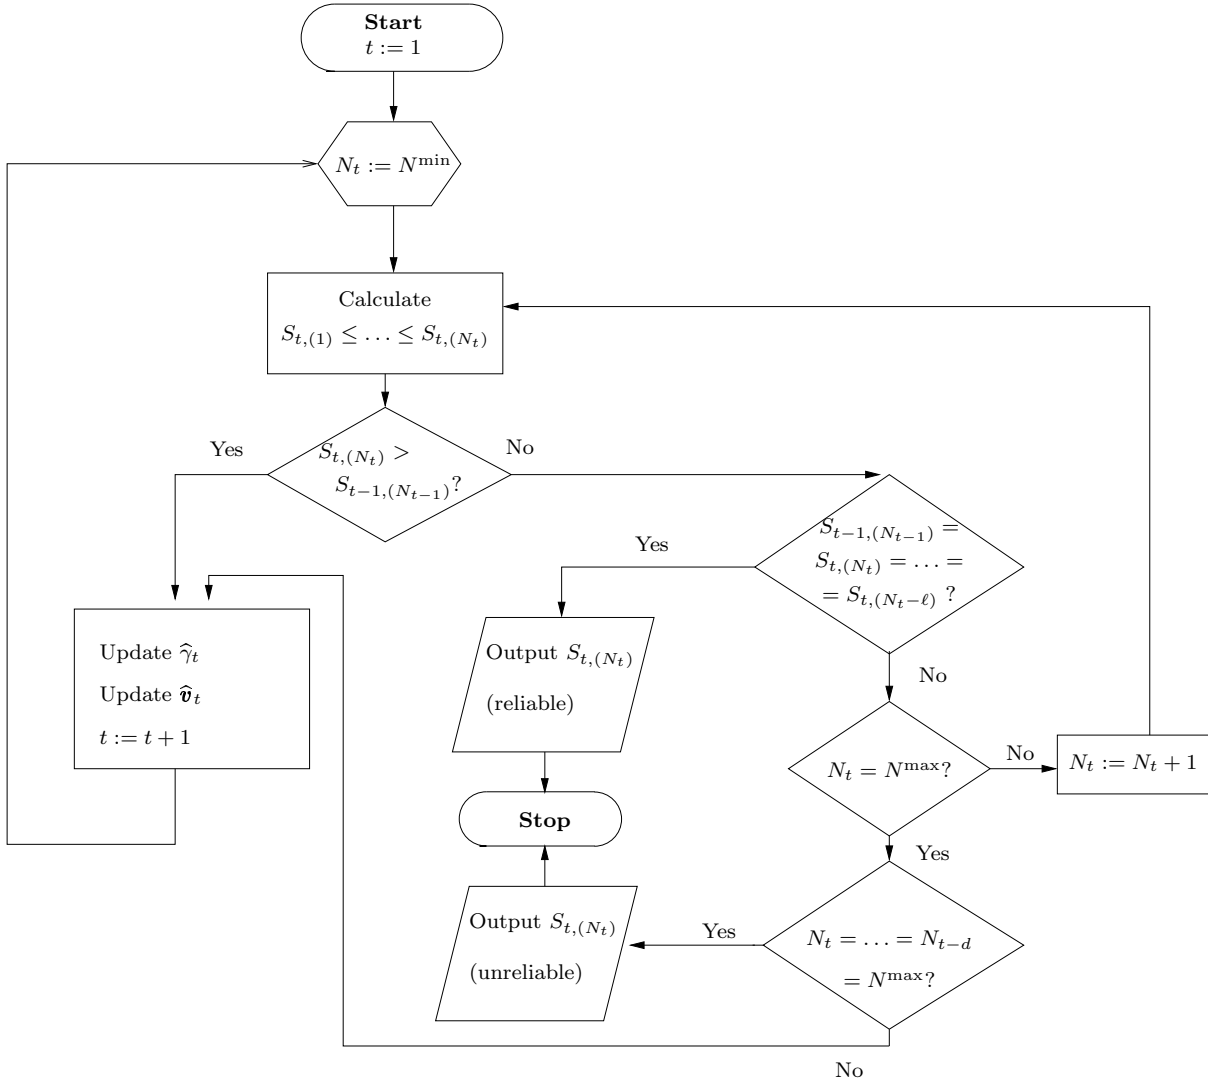 Start
t := 1
N_t := N^min
Calculate
S_{t,(1)} ≤ … ≤ S_{t,(N_t)}
Yes
No
S_{t,(N_t)} >
S_{t−1,(N_{t−1})}?
S_{t−1,(N_{t−1})} =
S_{t,(N_t)} = … =
= S_{t,(N_t−ℓ)} ?
Yes
No
Update γ̂_t
Update v̂_t
t := t + 1
Output S_{t,(N_t)}
(reliable)
N_t = N^max?
No
N_t := N_t + 1
Yes
Stop
Output S_{t,(N_t)}
(unreliable)
Yes
N_t = … = N_{t−d}
= N^max?
No